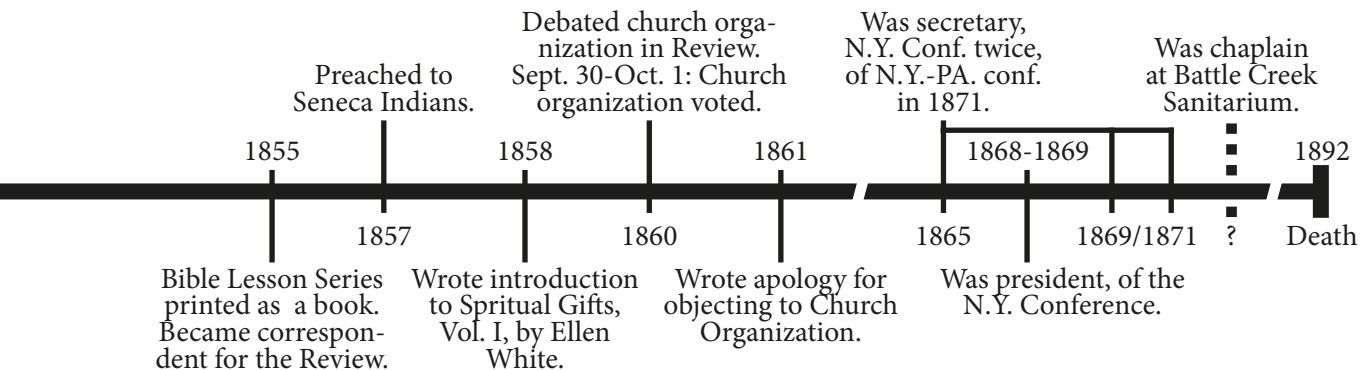 Debated church orga-
nization in Review.
Sept. 30-Oct. 1: Church
organization voted.
Was secretary,
N.Y. Conf. twice,
of N.Y.-PA. conf.
in 1871.
Was chaplain
at Battle Creek
Sanitarium.
Preached to
Seneca Indians.
1855
1858
1861
1868-1869
1892
1857
1860
1865
1869/1871
?
Death
Bible Lesson Series
printed as a book.
Became correspon-
dent for the Review.
Wrote introduction
to Spritual Gifts,
Vol. I, by Ellen
White.
Wrote apology for
objecting to Church
Organization.
Was president, of the
N.Y. Conference.